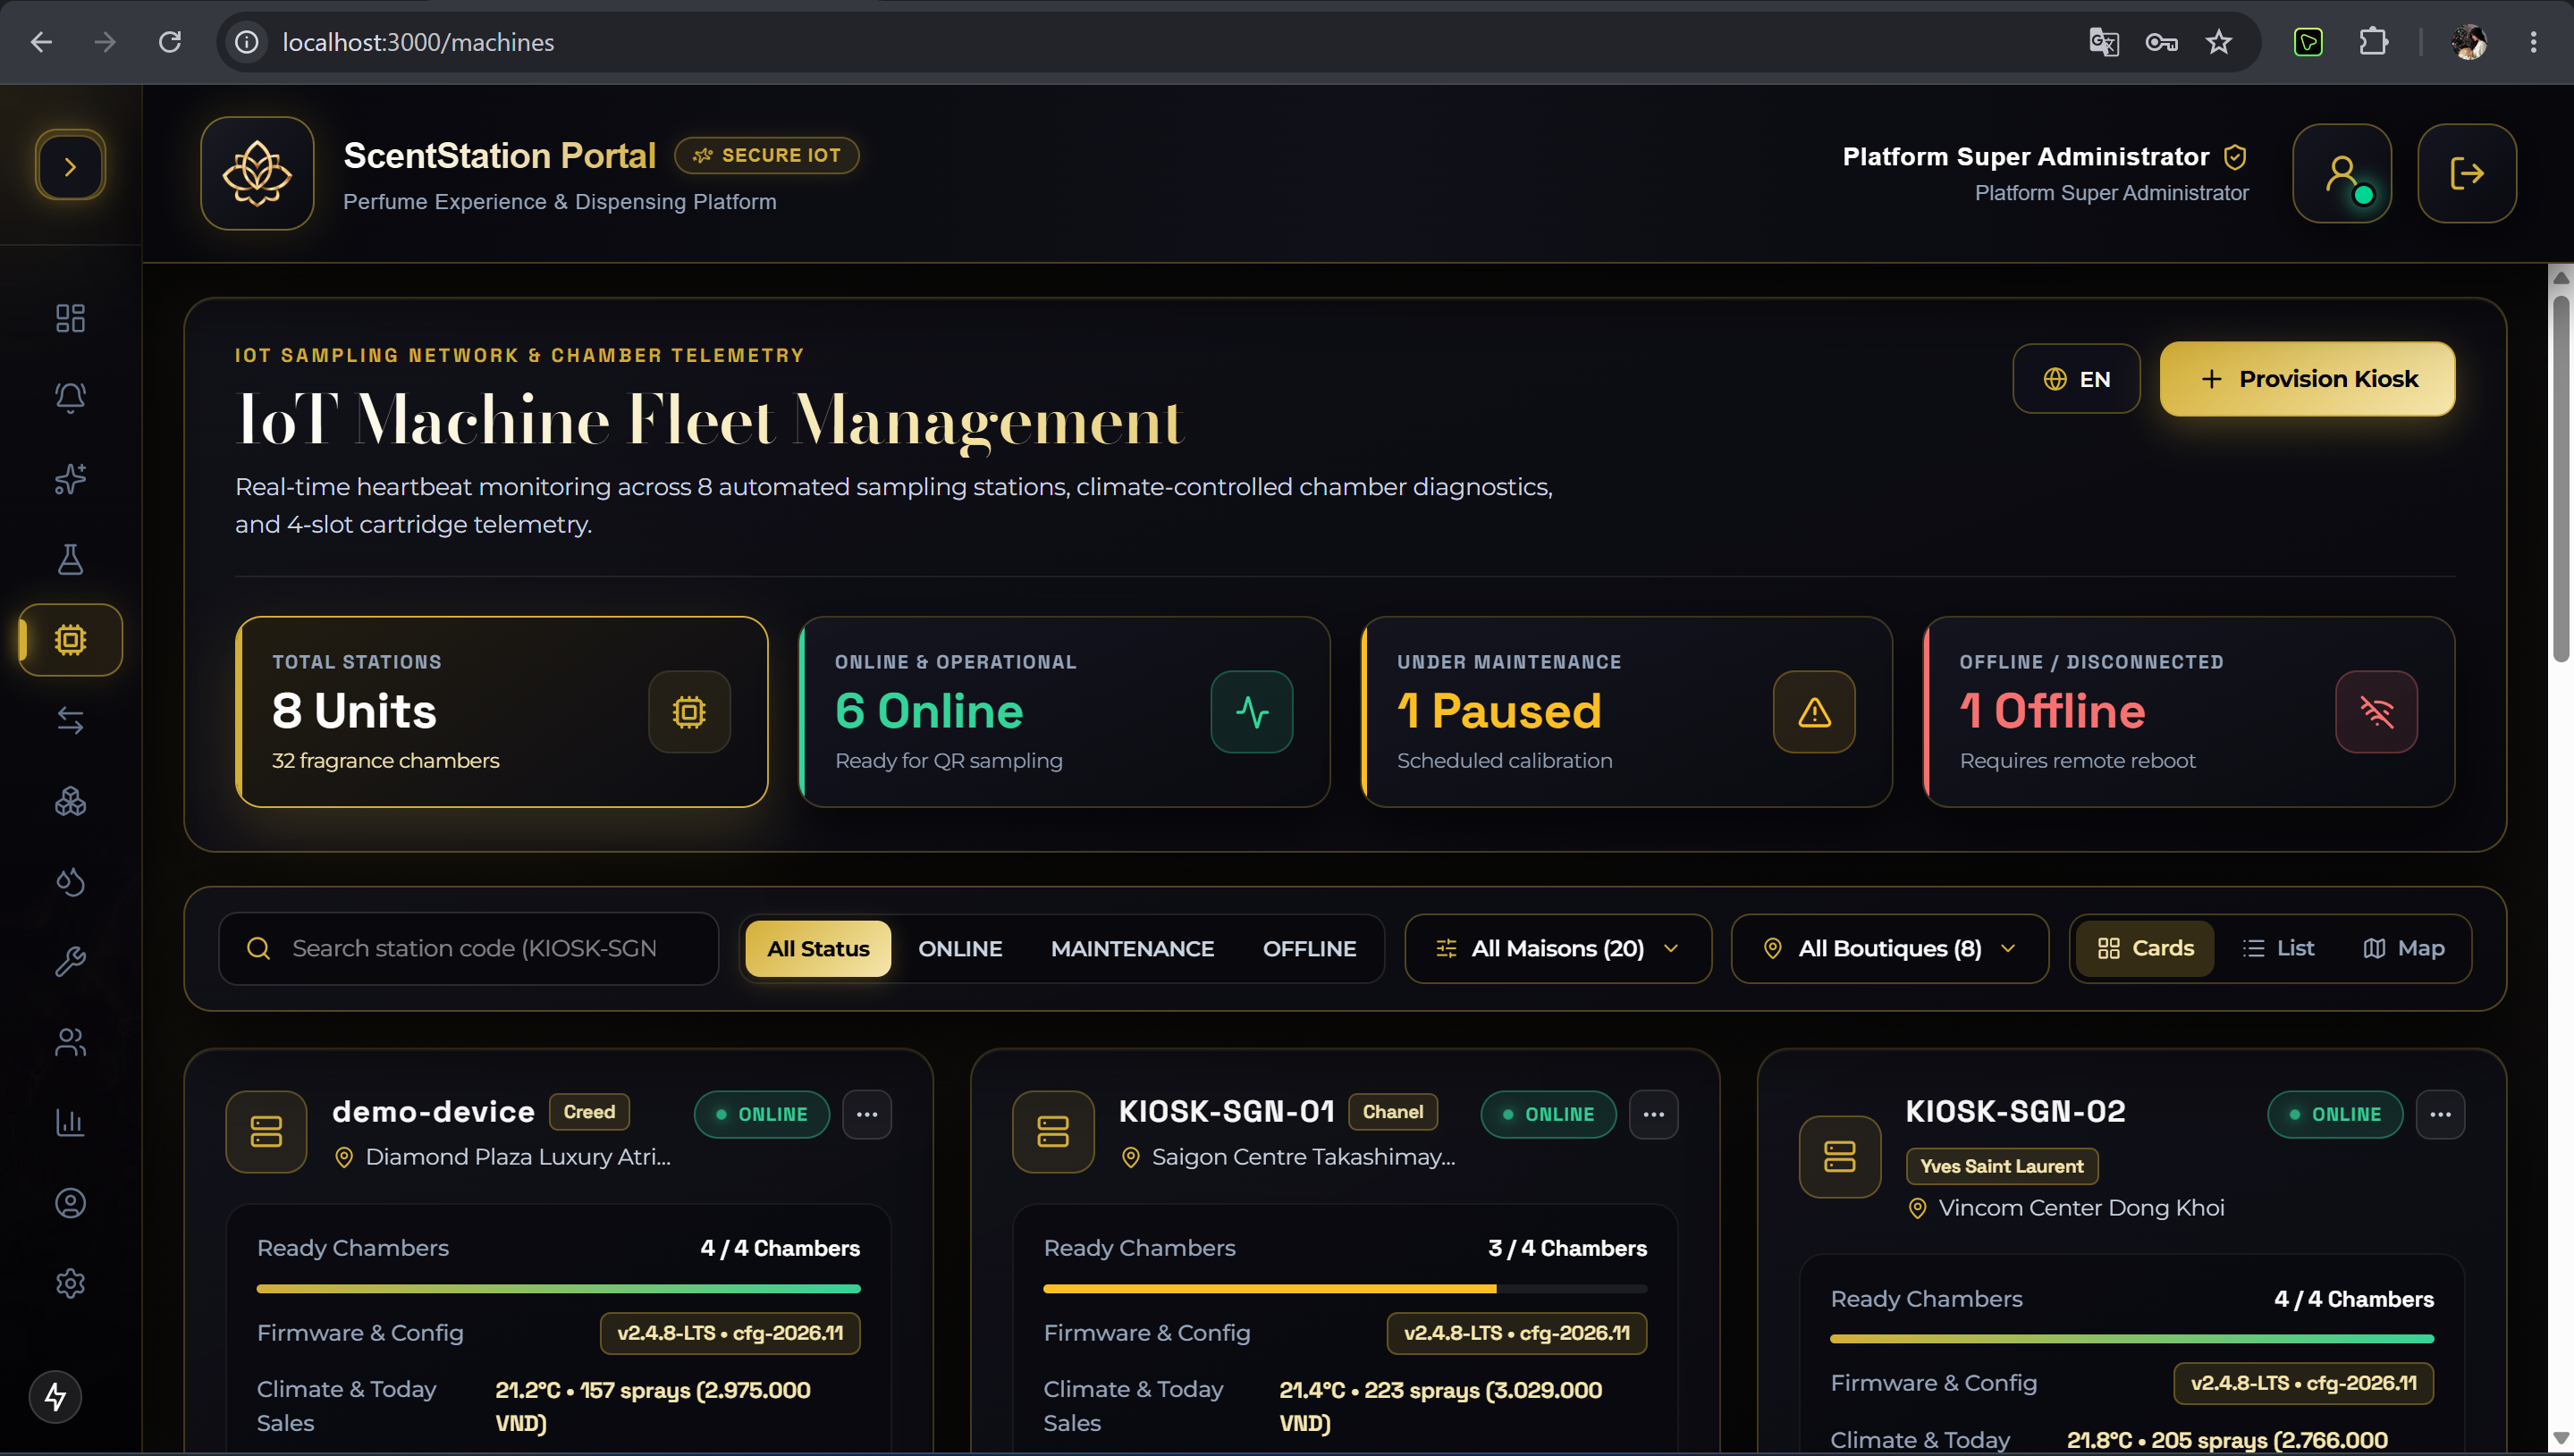 localhost:3000/machines
ScentStation Portal
SECURE IOT
Perfume Experience & Dispensing Platform
Platform Super Administrator
Platform Super Administrator
IOT SAMPLING NETWORK & CHAMBER TELEMETRY
IoT Machine Fleet Management
Real-time heartbeat monitoring across 8 automated sampling stations, climate-controlled chamber diagnostics,
and 4-slot cartridge telemetry.
EN
Provision Kiosk
TOTAL STATIONS
8 Units
32 fragrance chambers
ONLINE & OPERATIONAL
6 Online
Ready for QR sampling
UNDER MAINTENANCE
1 Paused
Scheduled calibration
OFFLINE / DISCONNECTED
1 Offline
Requires remote reboot
Search station code (KIOSK-SGN
All Status
ONLINE
MAINTENANCE
OFFLINE
All Maisons (20)
All Boutiques (8)
Cards
List
Map
demo-device
Creed
ONLINE
Diamond Plaza Luxury Atri...
Ready Chambers
4 / 4 Chambers
Firmware & Config
v2.4.8-LTS • cfg-2026.11
Climate & Today
Sales
21.2°C • 157 sprays (2.975.000
VND)
KIOSK-SGN-01
Chanel
ONLINE
Saigon Centre Takashimay...
Ready Chambers
3 / 4 Chambers
Firmware & Config
v2.4.8-LTS • cfg-2026.11
Climate & Today
Sales
21.4°C • 223 sprays (3.029.000
VND)
KIOSK-SGN-02
ONLINE
Yves Saint Laurent
Vincom Center Dong Khoi
Ready Chambers
4 / 4 Chambers
Firmware & Config
v2.4.8-LTS • cfg-2026.11
Climate & Today
21.8°C • 205 sprays (2.766.000